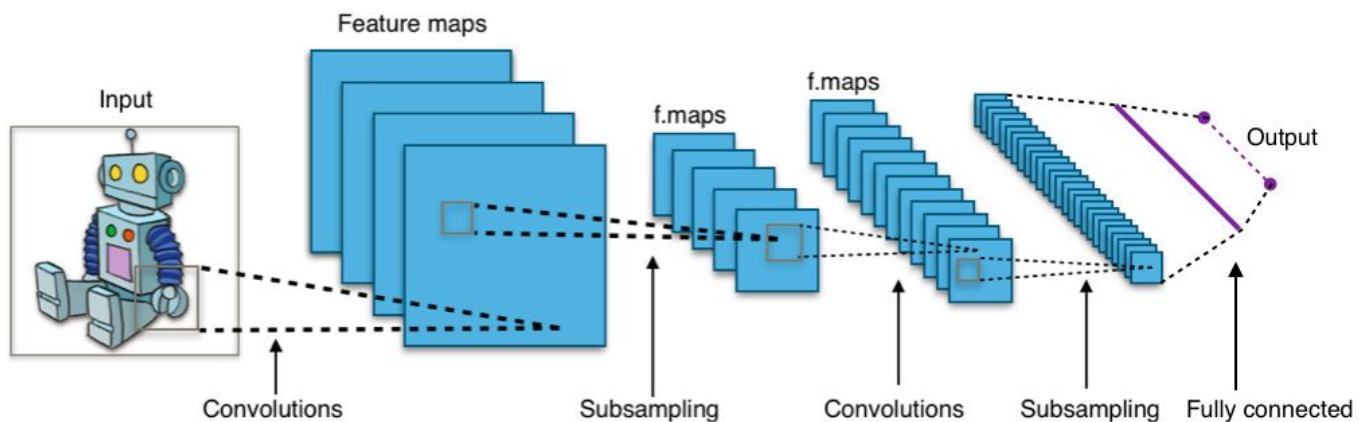 Feature maps
Input
f.maps
f.maps
Output
Convolutions
Subsampling
Convolutions
Subsampling
Fully connected